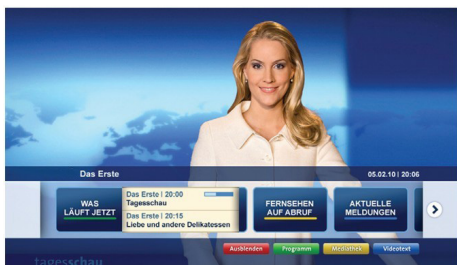 Das Erste
05.02.10 | 20:06
WAS
LÄUFT JETZT
Das Erste | 20:00
Tagesschau
Das Erste | 20:15
Liebe und andere Delikatessen
FERNSEHEN
AUF ABRUF
AKTUELLE
MELDUNGEN
Ausblenden
Programm
Mediathek
Videotext
tagesschau